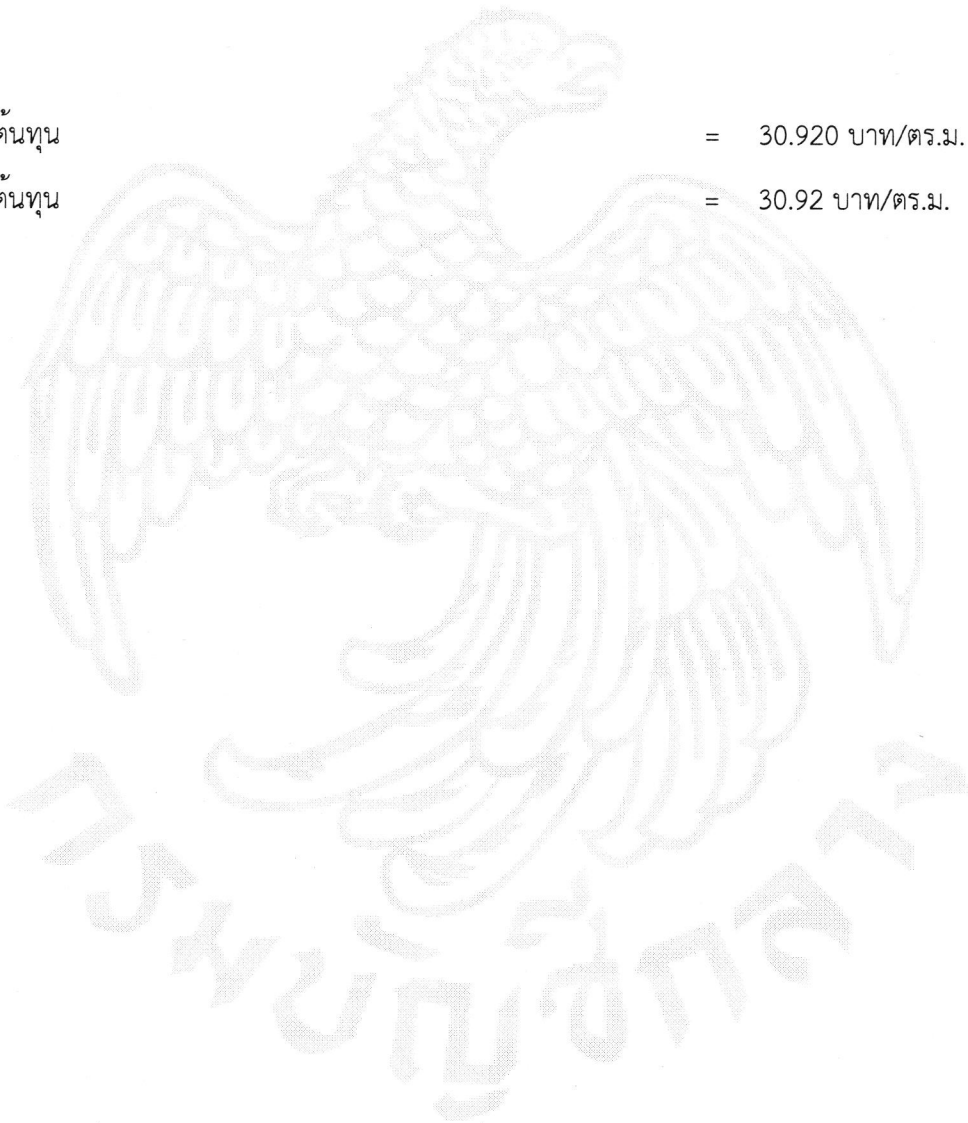 ต้นทุน = 30.920 บาท/ตร.ม.
ต้นทุน = 30.92 บาท/ตร.ม.
กรมบัญชีกลาง